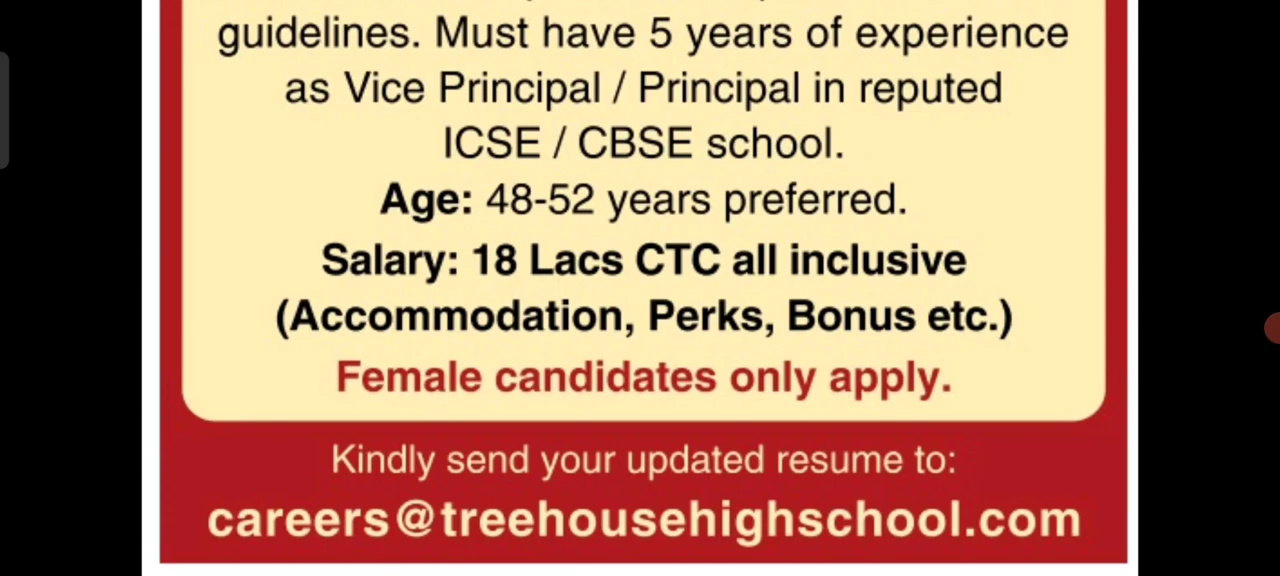 guidelines. Must have 5 years of experience
as Vice Principal / Principal in reputed
ICSE / CBSE school.
Age: 48-52 years preferred.
Salary: 18 Lacs CTC all inclusive
(Accommodation, Perks, Bonus etc.)
Female candidates only apply.
Kindly send your updated resume to:
careers@treehousehighschool.com